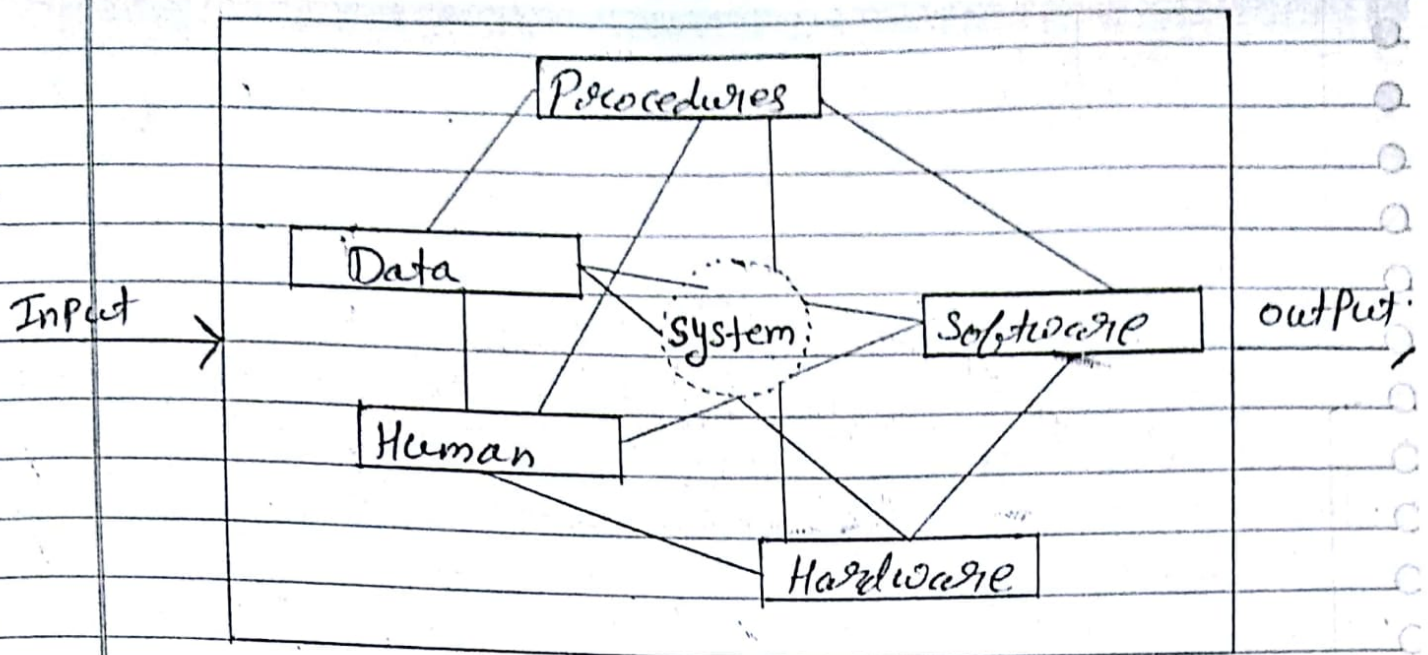 Procedures
Data
Input
System
Software
output
Human
Hardware